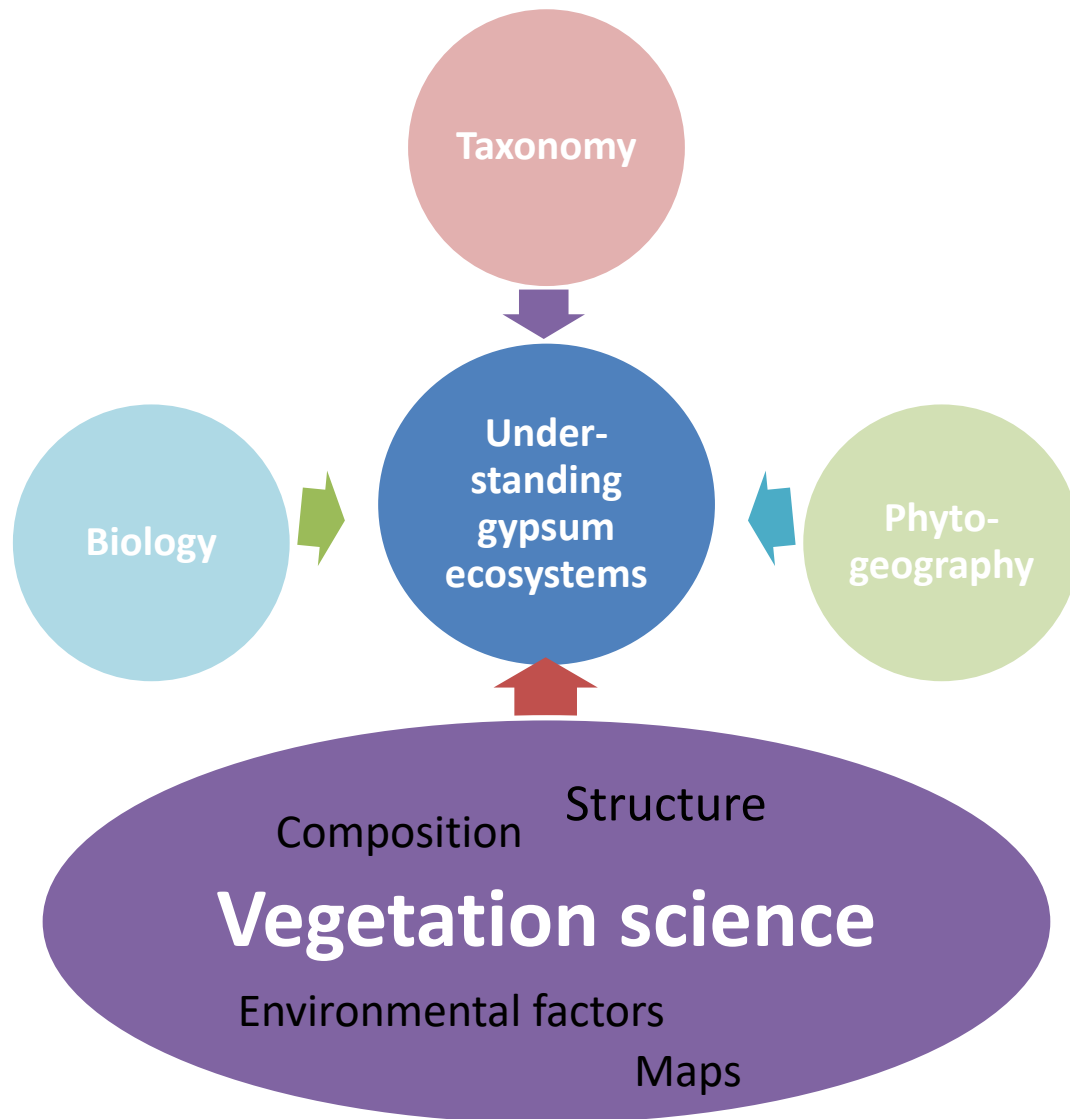 Taxonomy
Under-
standing
gypsum
ecosystems
Biology
Phyto-
geography
Structure
Composition
Vegetation science
Environmental factors
Maps